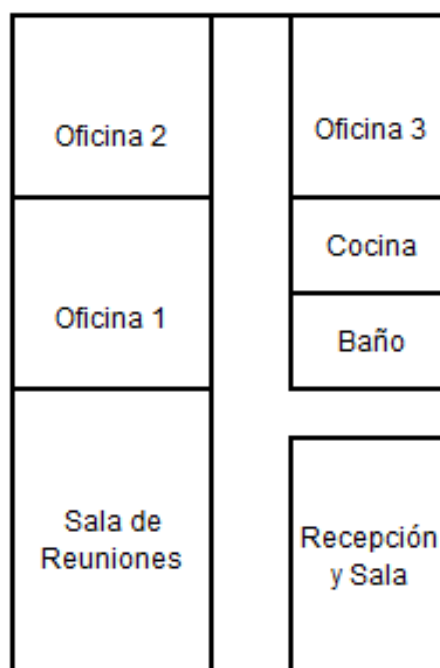 Oficina 2
Oficina 3
Oficina 1
Cocina
Baño
Sala de
Reuniones
Recepción
y Sala